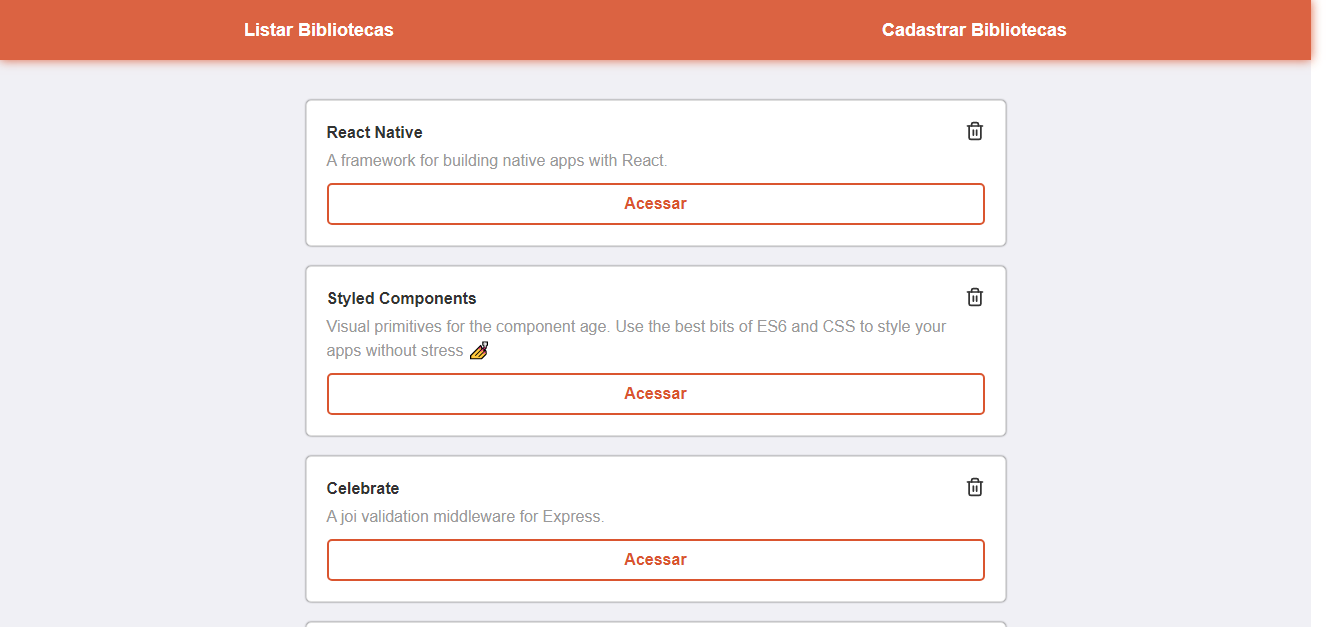 Listar Bibliotecas
Cadastrar Bibliotecas
React Native
A framework for building native apps with React.
Acessar
Styled Components
Visual primitives for the component age. Use the best bits of ES6 and CSS to style your
apps without stress 💅
Acessar
Celebrate
A joi validation middleware for Express.
Acessar